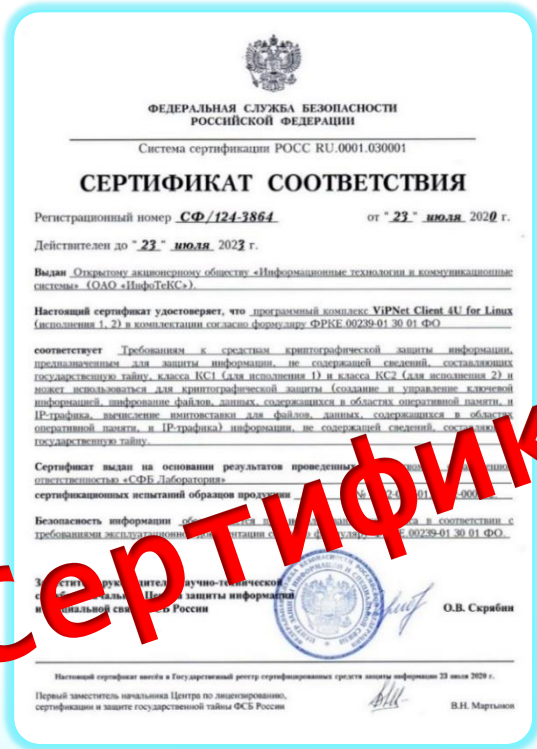 ФЕДЕРАЛЬНАЯ СЛУЖБА БЕЗОПАСНОСТИ
РОССИЙСКОЙ ФЕДЕРАЦИИ
Система сертификации РОСС RU.0001.030001
СЕРТИФИКАТ СООТВЕТСТВИЯ
Регистрационный номер СФ/124-3864 от "23" июля 2020 г.
Действителен до "23" июля 2023 г.
Выдан Открытому акционерному обществу «Информационные технологии и коммуникационные
системы» (ОАО «ИнфоТеКС»).
Настоящий сертификат удостоверяет, что программный комплекс ViPNet Client 4U for Linux
(исполнения 1, 2) в комплектации согласно формуляру ФРКЕ.00239-01 30 01 ФО
соответствует Требованиям к средствам криптографической защиты информации,
предназначенным для защиты информации, не содержащей сведений, составляющих
государственную тайну, класса КС1 (для исполнения 1) и класса КС2 (для исполнения 2) и
может использоваться для криптографической защиты (создание и управление ключевой
информацией, шифрование файлов, данных, содержащихся в областях оперативной памяти, и
IP-трафика, вычисление имитовставки для файлов, данных, содержащихся в областях
оперативной памяти, и IP-трафика) информации, не содержащей сведений,
государственную тайну.
Сертификат выдан на основании результатов проведенных
ответственностью «СФБ Лаборатория»
сертификационных испытаний образцов продукции №
Безопасность информации в соответствии с
требованиями 00239-01 30 01 ФО.
защиты информации
России
О.В. Скрябин
Настоящий сертификат внесён в Государственный реестр сертифицированных средств защиты информации 23 июля 2020 г.
Первый заместитель начальника Центра по лицензированию,
сертификации и защите государственной тайны ФСБ России
В.Н. Мартынов